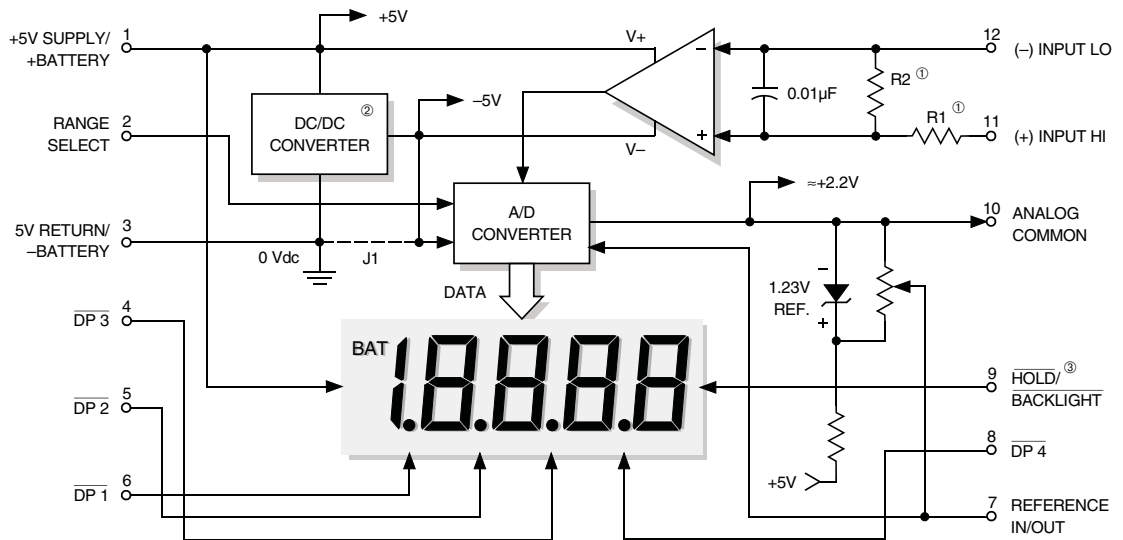 +5V SUPPLY/
+BATTERY
1
+5V
RANGE
SELECT
2
DC/DC ②
CONVERTER
–5V
V+
V–
–
+
0.01µF
R2 ①
R1 ①
12
(–) INPUT LO
11
(+) INPUT HI
5V RETURN/
–BATTERY
3
0 Vdc
J1
A/D
CONVERTER
≈+2.2V
10
ANALOG
COMMON
DATA
–
1.23V
REF.
+
DP 3
4
DP 2
5
DP 1
6
BAT
1.8.8.8.8
9
HOLD/ ③
BACKLIGHT
8
DP 4
+5V
7
REFERENCE
IN/OUT